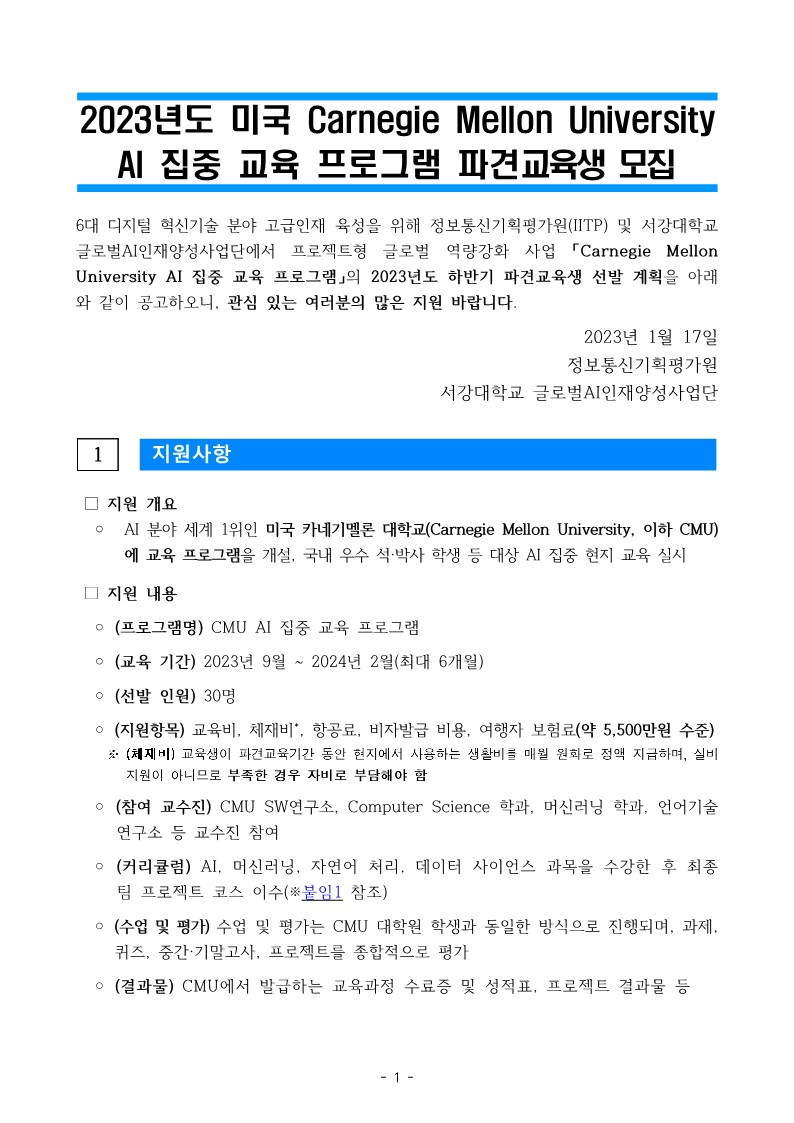 2023년도 미국 Carnegie Mellon University
AI 집중 교육 프로그램 파견교육생 모집
6대 디지털 혁신기술 분야 고급인재 육성을 위해 정보통신기획평가원(IITP) 및 서강대학교
글로벌AI인재양성사업단에서 프로젝트형 글로벌 역량강화 사업 「Carnegie Mellon
University AI 집중 교육 프로그램」의 2023년도 하반기 파견교육생 선발 계획을 아래
와 같이 공고하오니, 관심 있는 여러분의 많은 지원 바랍니다.
2023년 1월 17일
정보통신기획평가원
서강대학교 글로벌AI인재양성사업단
1 지원사항
□ 지원 개요
○ AI 분야 세계 1위인 미국 카네기멜론 대학교(Carnegie Mellon University, 이하 CMU)
에 교육 프로그램을 개설, 국내 우수 석·박사 학생 등 대상 AI 집중 현지 교육 실시
□ 지원 내용
○ (프로그램명) CMU AI 집중 교육 프로그램
○ (교육 기간) 2023년 9월 ~ 2024년 2월(최대 6개월)
○ (선발 인원) 30명
○ (지원항목) 교육비, 체재비*, 항공료, 비자발급 비용, 여행자 보험료(약 5,500만원 수준)
※ (체재비) 교육생이 파견교육기간 동안 현지에서 사용하는 생활비를 매월 원화로 정액 지급하며, 실비
지원이 아니므로 부족한 경우 자비로 부담해야 함
○ (참여 교수진) CMU SW연구소, Computer Science 학과, 머신러닝 학과, 언어기술
연구소 등 교수진 참여
○ (커리큘럼) AI, 머신러닝, 자연어 처리, 데이터 사이언스 과목을 수강한 후 최종
팀 프로젝트 코스 이수(※붙임1 참조)
○ (수업 및 평가) 수업 및 평가는 CMU 대학원 학생과 동일한 방식으로 진행되며, 과제,
퀴즈, 중간·기말고사, 프로젝트를 종합적으로 평가
○ (결과물) CMU에서 발급하는 교육과정 수료증 및 성적표, 프로젝트 결과물 등
- 1 -